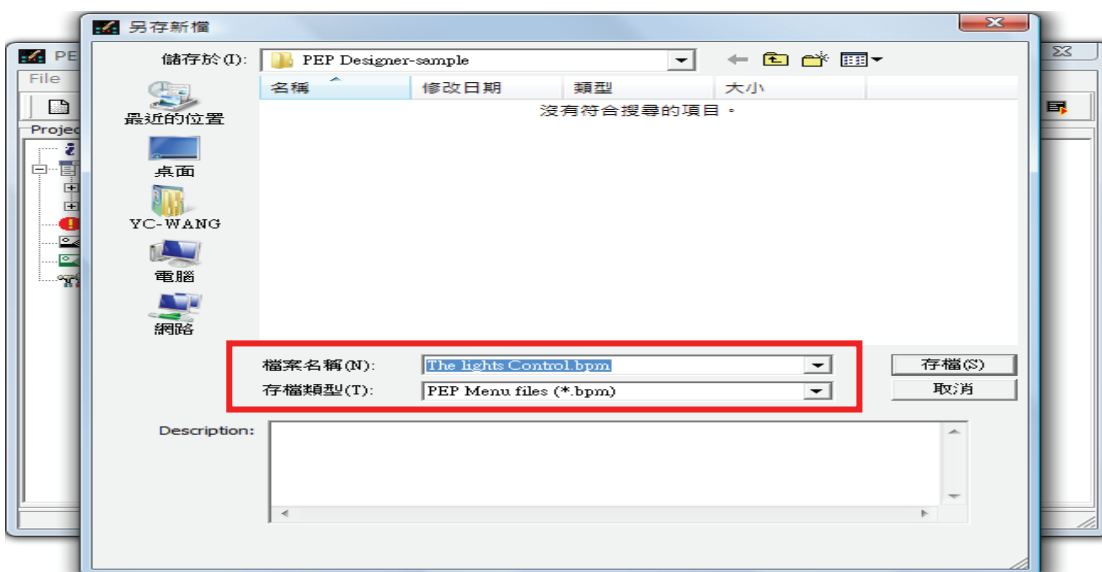 另存新檔
PE
File
Projec
儲存於(I):
PEP Designer-sample
名稱 修改日期 類型 大小
沒有符合搜尋的項目。
最近的位置
桌面
YC-WANG
電腦
網路
檔案名稱(N):
The lights Control.bpm
存檔(S)
存檔類型(T):
PEP Menu files (*.bpm)
取消
Description: